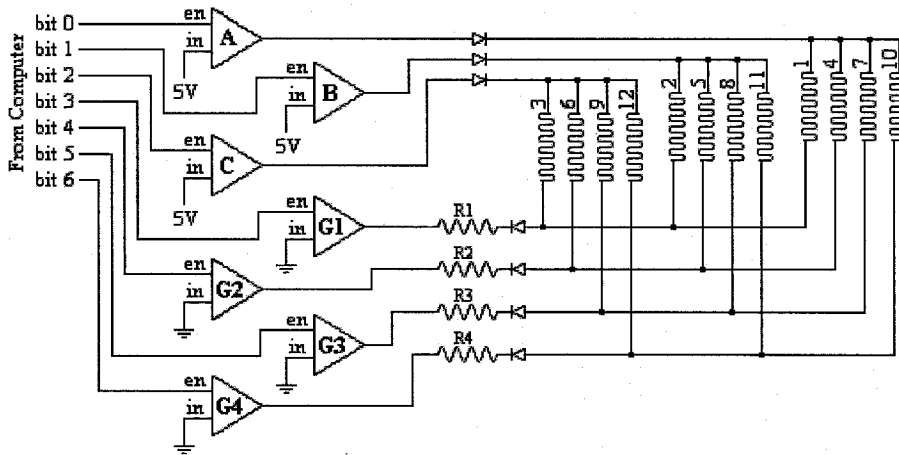 From Computer
bit 0
bit 1
bit 2
bit 3
bit 4
bit 5
bit 6
en
in
A
5V
en
in
B
5V
en
in
C
5V
en
in
G1
en
in
G2
en
in
G3
en
in
G4
R1
R2
R3
R4
3 6 9 12
2 5 8 11
1 4 7 10